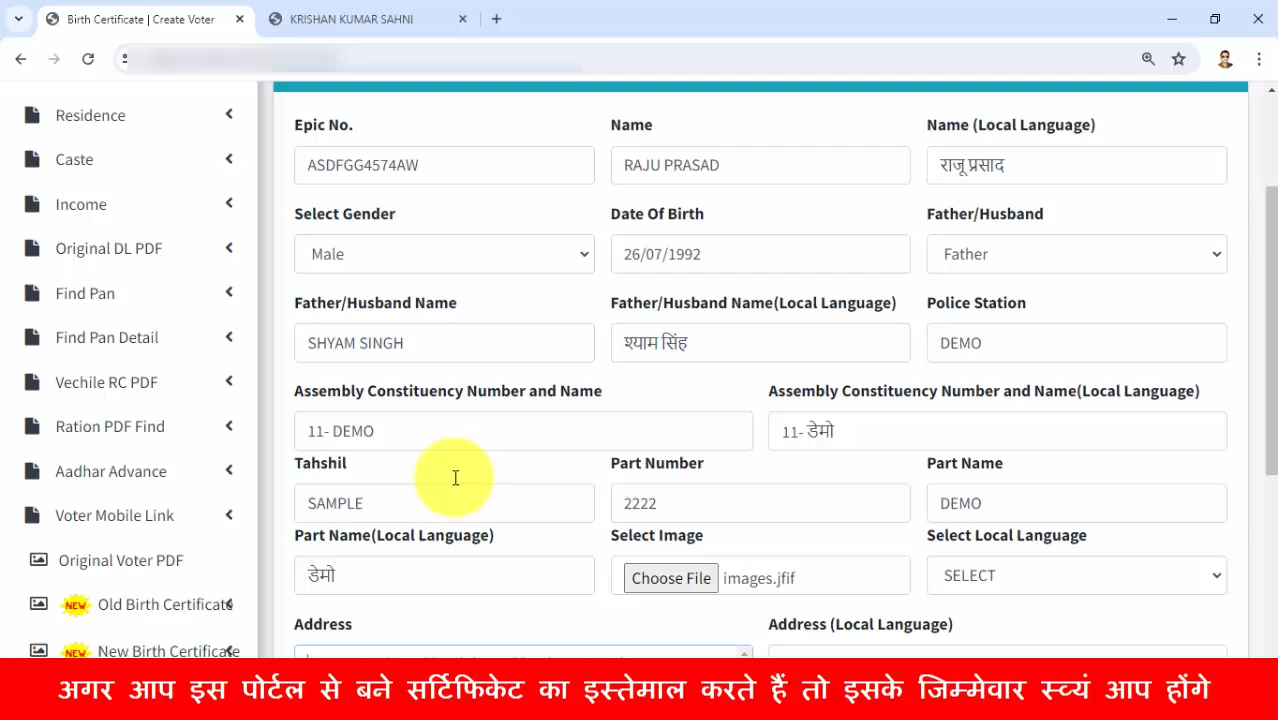 Birth Certificate | Create Voter
KRISHAN KUMAR SAHNI
Residence
Caste
Income
Original DL PDF
Find Pan
Find Pan Detail
Vechile RC PDF
Ration PDF Find
Aadhar Advance
Voter Mobile Link
Original Voter PDF
NEW Old Birth Certificate
NEW New Birth Certificate
Epic No. Name Name (Local Language)
ASDFGG4574AW RAJU PRASAD राजू प्रसाद
Select Gender Date Of Birth Father/Husband
Male 26/07/1992 Father
Father/Husband Name Father/Husband Name(Local Language) Police Station
SHYAM SINGH श्याम सिंह DEMO
Assembly Constituency Number and Name Assembly Constituency Number and Name(Local Language)
11- DEMO 11- डेमो
Tahshil Part Number Part Name
SAMPLE 2222 DEMO
Part Name(Local Language) Select Image Select Local Language
डेमो Choose File images.jfif SELECT
Address Address (Local Language)
अगर आप इस पोर्टल से बने सर्टिफिकेट का इस्तेमाल करते हैं तो इसके जिम्मेवार स्व्यं आप होंगे